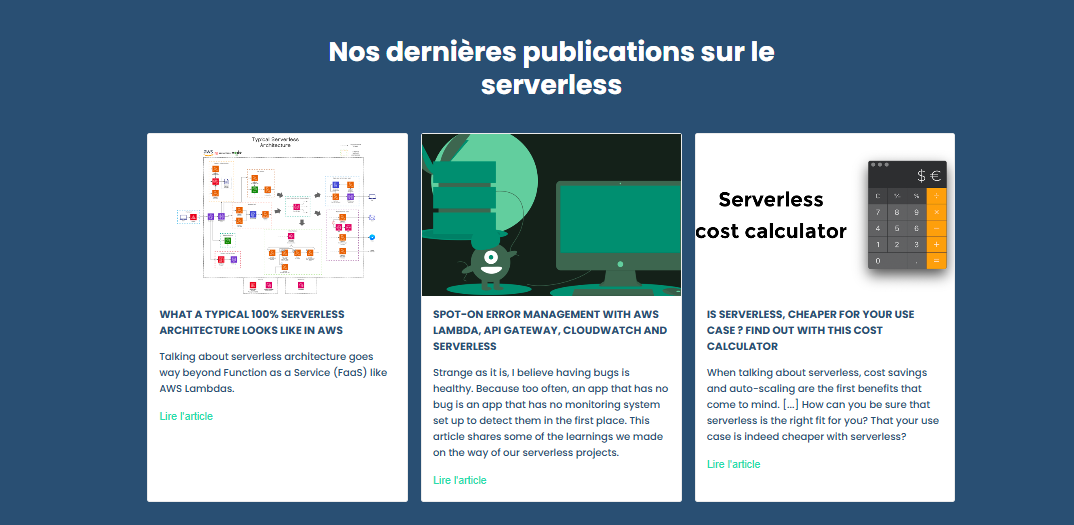 Nos dernières publications sur le
serverless
Typical Serverless
Architecture
aws
Serverless
cost calculator
$€
C
%
÷
7 8 9 ×
4 5 6 −
1 2 3 +
0 . =
WHAT A TYPICAL 100% SERVERLESS
ARCHITECTURE LOOKS LIKE IN AWS
Talking about serverless architecture goes
way beyond Function as a Service (FaaS) like
AWS Lambdas.
Lire l'article
SPOT-ON ERROR MANAGEMENT WITH AWS
LAMBDA, API GATEWAY, CLOUDWATCH AND
SERVERLESS
Strange as it is, I believe having bugs is
healthy. Because too often, an app that has no
bug is an app that has no monitoring system
set up to detect them in the first place. This
article shares some of the learnings we made
on the way of our serverless projects.
Lire l'article
IS SERVERLESS, CHEAPER FOR YOUR USE
CASE ? FIND OUT WITH THIS COST
CALCULATOR
When talking about serverless, cost savings
and auto-scaling are the first benefits that
come to mind. [...] How can you be sure that
serverless is the right fit for you? That your use
case is indeed cheaper with serverless?
Lire l'article